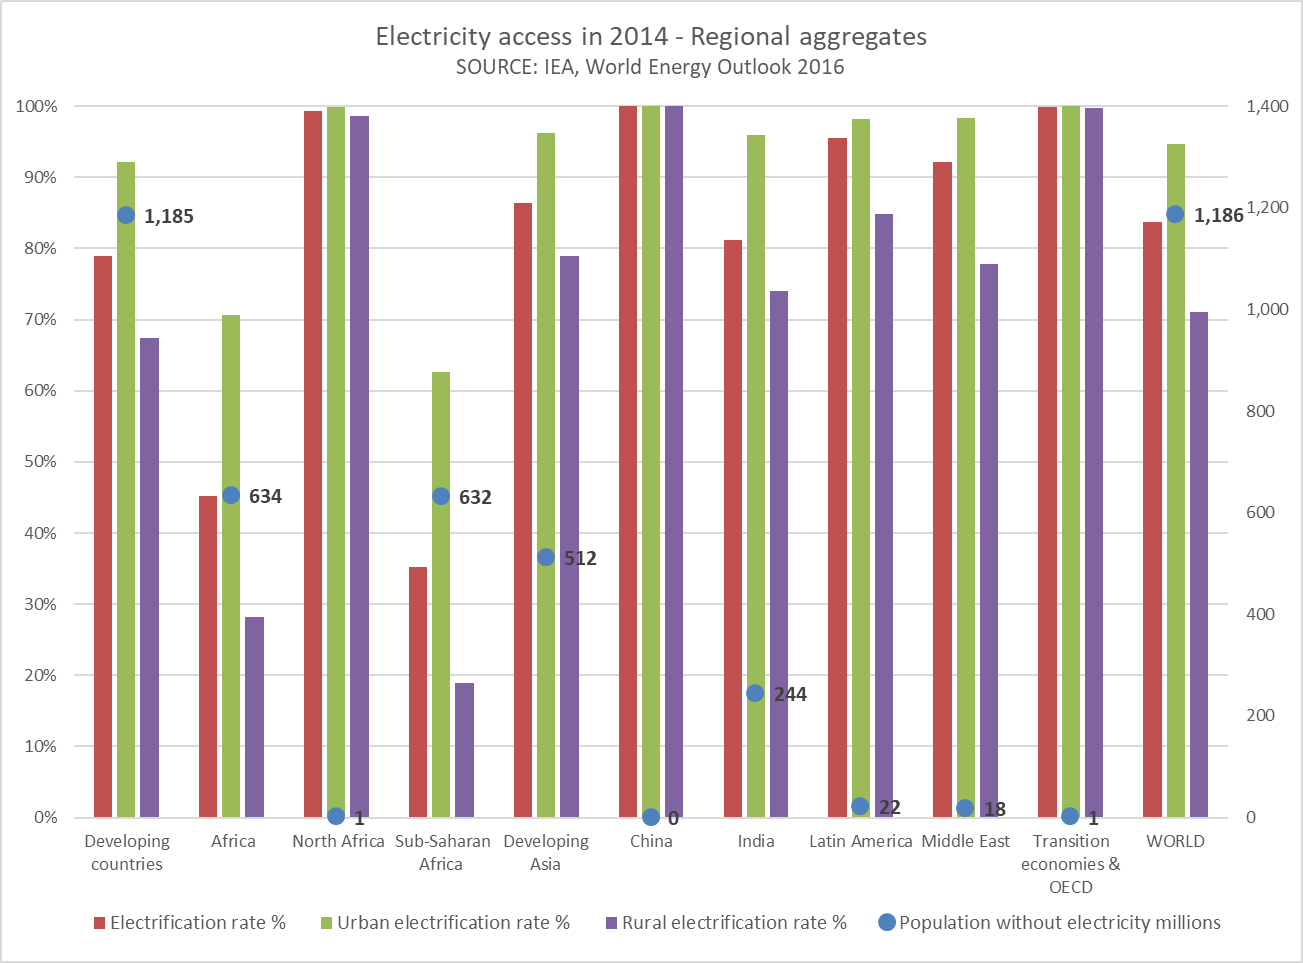 Electricity access in 2014 - Regional aggregates
SOURCE: IEA, World Energy Outlook 2016
100%
90%
80%
70%
60%
50%
40%
30%
20%
10%
0%
1,400
1,200
1,000
800
600
400
200
0
1,185
634
1
632
512
0
244
22
18
1
1,186
Developing countries
Africa
North Africa
Sub-Saharan Africa
Developing Asia
China
India
Latin America
Middle East
Transition economies & OECD
WORLD
Electrification rate %
Urban electrification rate %
Rural electrification rate %
Population without electricity millions